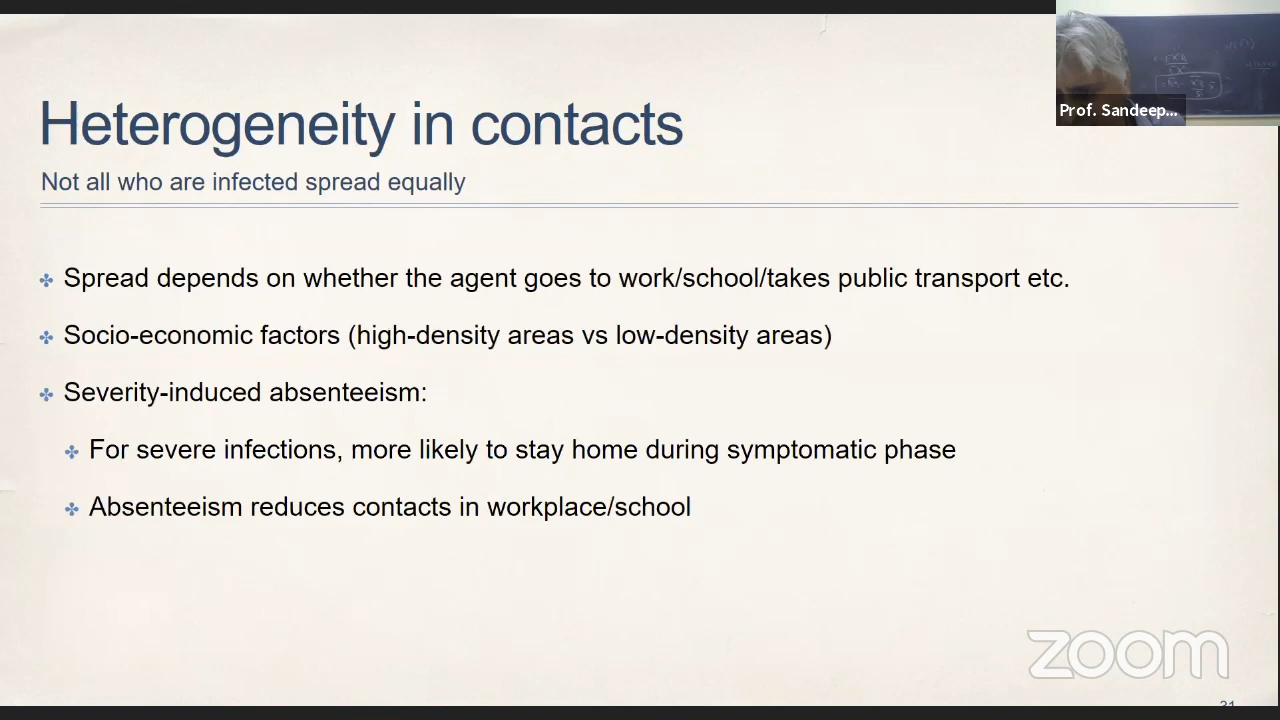 Heterogeneity in contacts
Not all who are infected spread equally
Spread depends on whether the agent goes to work/school/takes public transport etc.
Socio-economic factors (high-density areas vs low-density areas)
Severity-induced absenteeism:
For severe infections, more likely to stay home during symptomatic phase
Absenteeism reduces contacts in workplace/school
Prof. Sandeep...
zoom